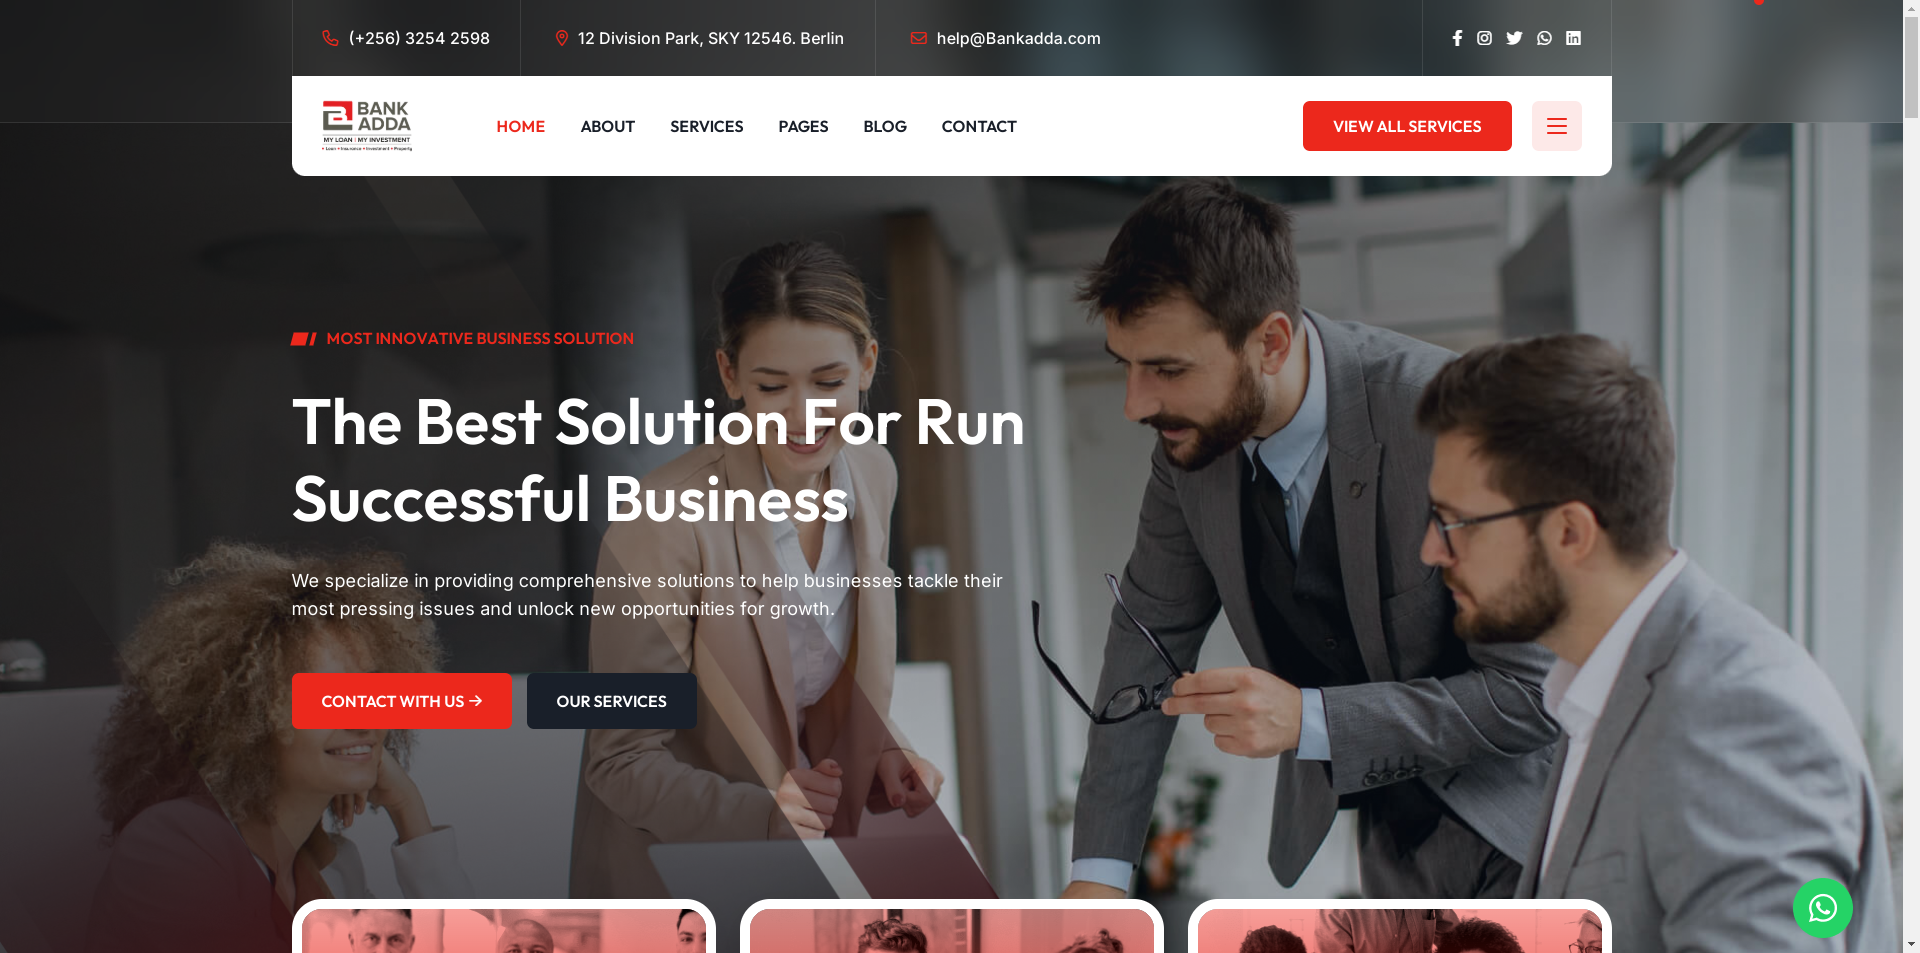 (+256) 3254 2598
12 Division Park, SKY 12546. Berlin
help@Bankadda.com
BANK
ADDA
MY LOAN | MY INVESTMENT
• Loan • Insurance • Investment • Property
HOME
ABOUT
SERVICES
PAGES
BLOG
CONTACT
VIEW ALL SERVICES
MOST INNOVATIVE BUSINESS SOLUTION
The Best Solution For Run
Successful Business
We specialize in providing comprehensive solutions to help businesses tackle their
most pressing issues and unlock new opportunities for growth.
CONTACT WITH US →
OUR SERVICES